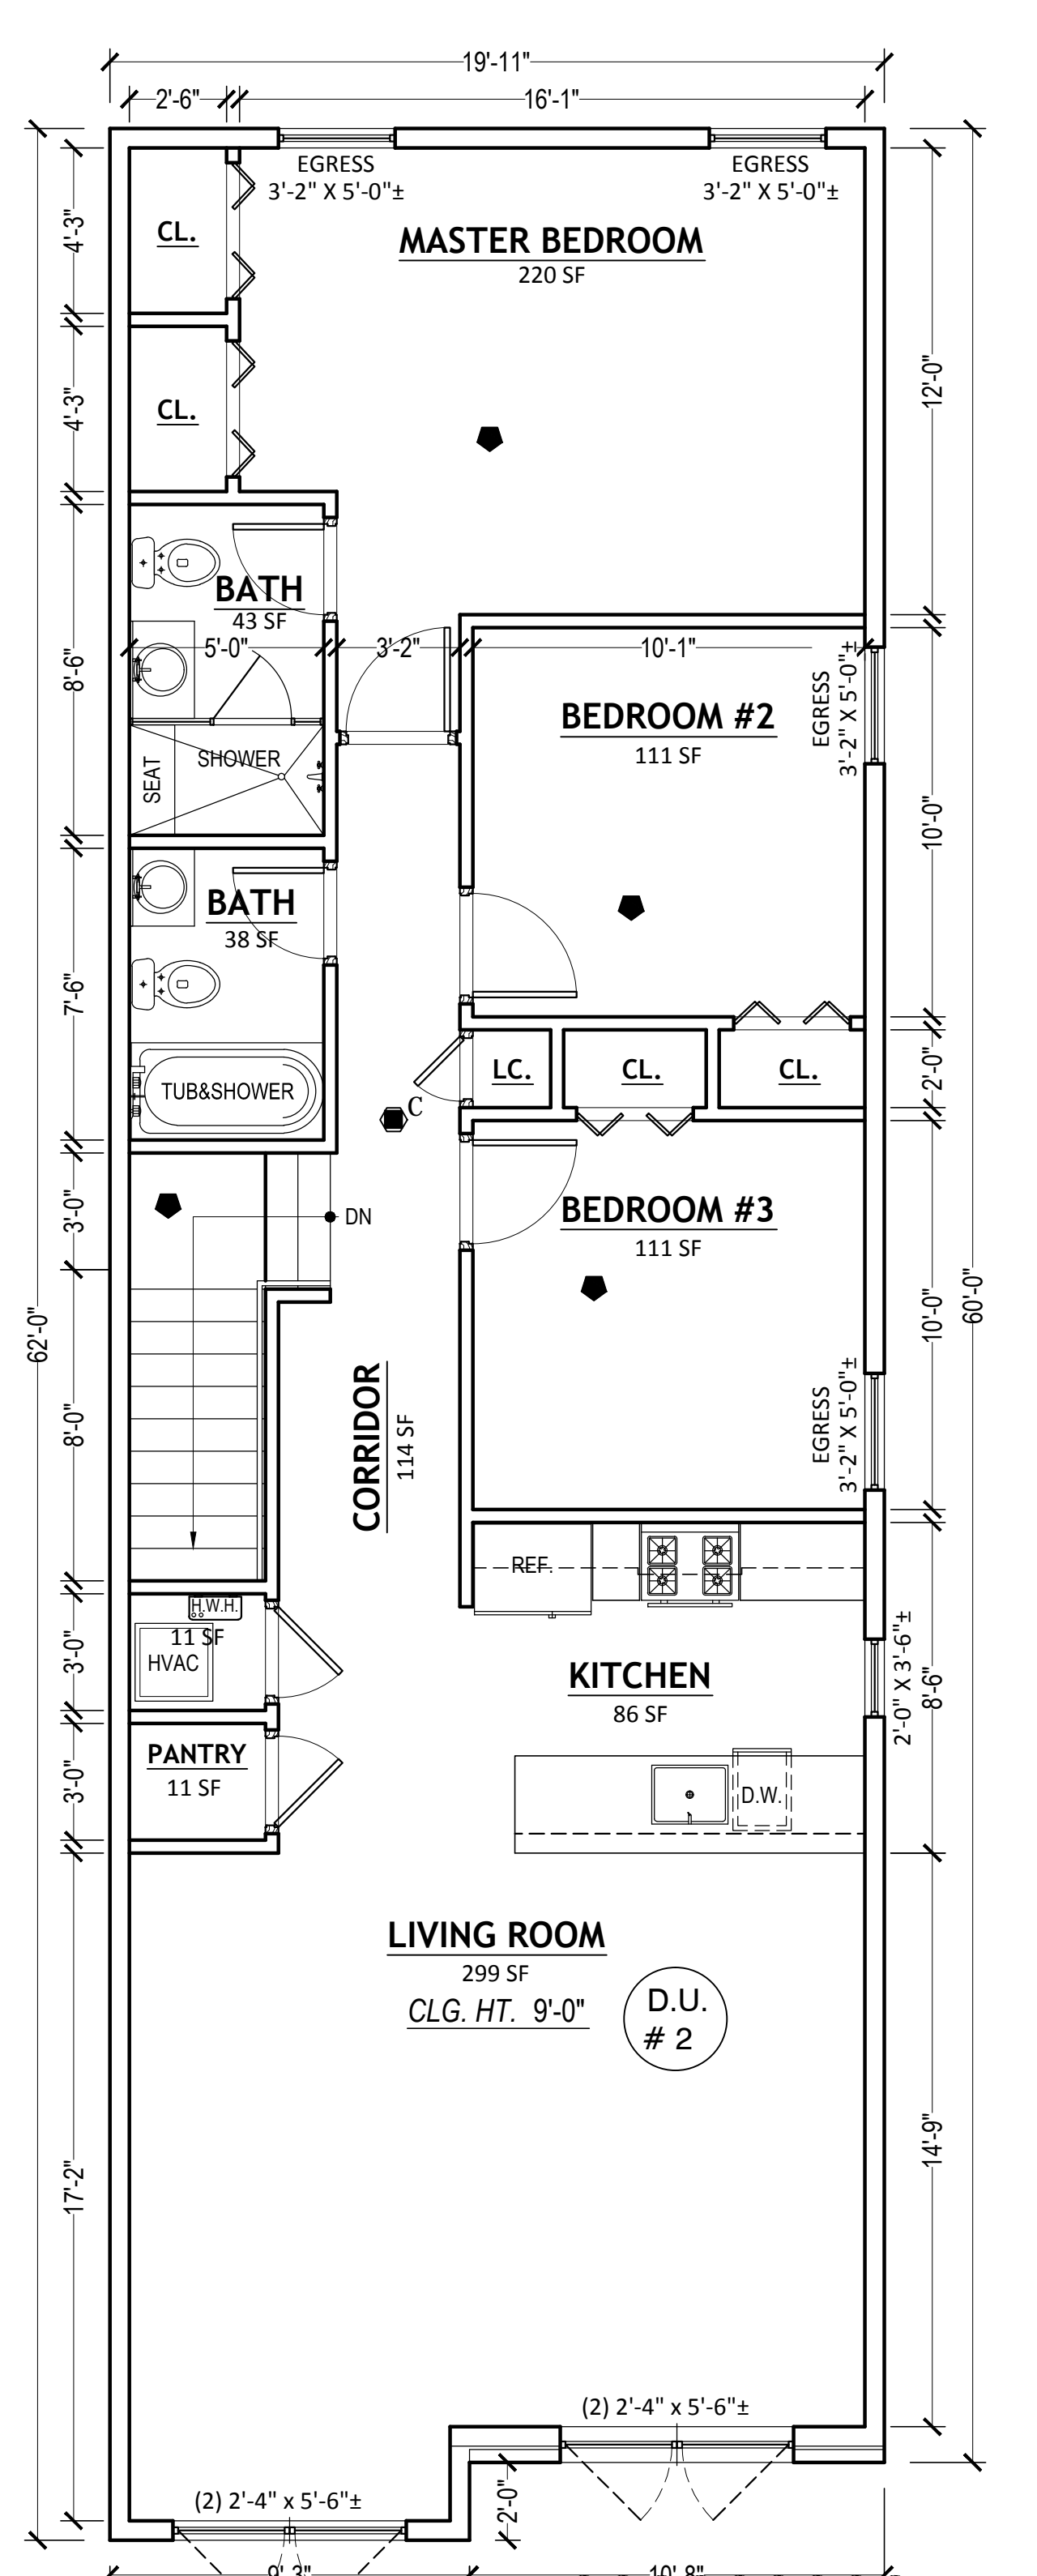 19'-11"
2'-6"
16'-1"
EGRESS
3'-2" X 5'-0"±
EGRESS
3'-2" X 5'-0"±
4'-3"
CL.
MASTER BEDROOM
220 SF
12'-0"
4'-3"
CL.
BATH
43 SF
5'-0"
3'-2"
10'-1"
8'-6"
BEDROOM #2
111 SF
EGRESS
3'-2" X 5'-0"±
SHOWER
SEAT
10'-0"
BATH
38 SF
7'-6"
LC.
CL.
CL.
2'-0"
TUB&SHOWER
C
3'-0"
DN
BEDROOM #3
111 SF
62'-0"
60'-0"
10'-0"
8'-0"
CORRIDOR
114 SF
EGRESS
3'-2" X 5'-0"±
REF.
H.W.H.
11 SF
HVAC
3'-0"
KITCHEN
86 SF
2'-0" X 3'-6"±
8'-6"
PANTRY
11 SF
3'-0"
D.W.
LIVING ROOM
299 SF
CLG. HT. 9'-0"
D.U.
# 2
17'-2"
14'-9"
(2) 2'-4" x 5'-6"±
(2) 2'-4" x 5'-6"±
2'-0"
9'-3"
10'-8"